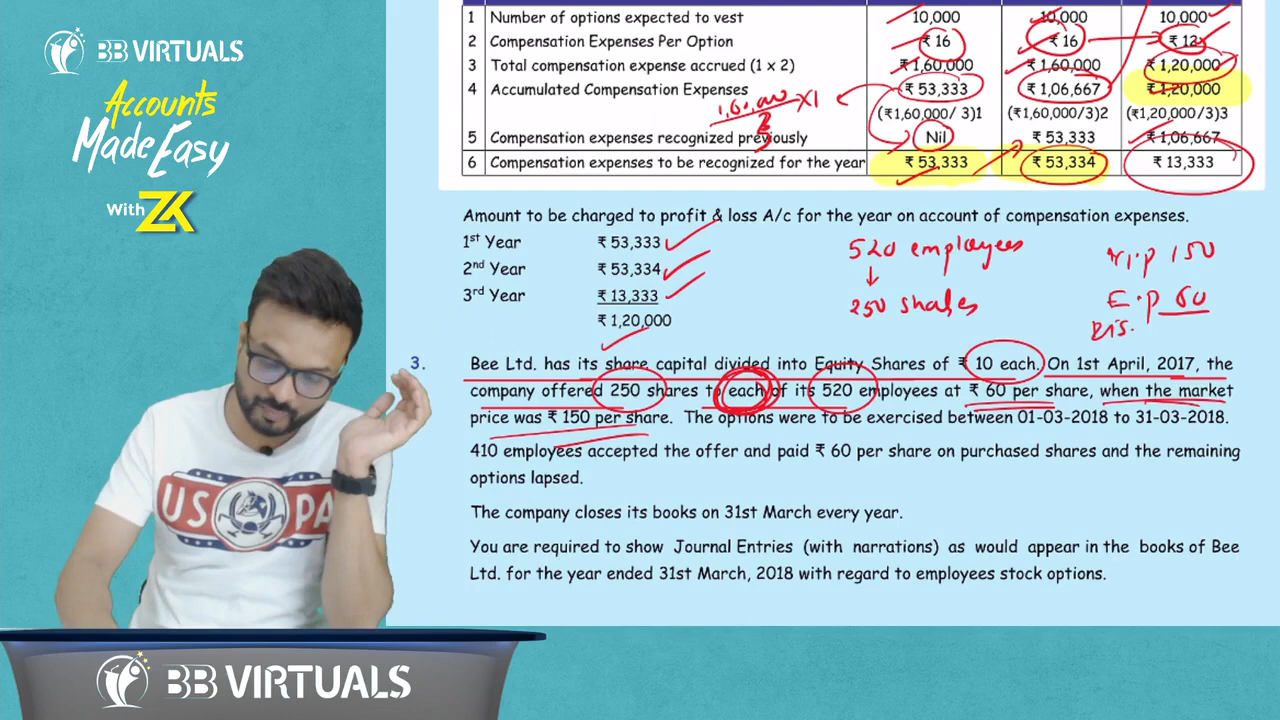 BB VIRTUALS
Accounts
Made Easy
With ZK
1 Number of options expected to vest 10,000 10,000 10,000
2 Compensation Expenses Per Option ₹ 16 ₹ 16 ₹ 12
3 Total compensation expense accrued (1 x 2) ₹ 1,60,000 ₹ 1,60,000 ₹ 1,20,000
4 Accumulated Compensation Expenses ₹ 53,333 ₹ 1,06,667 ₹ 1,20,000
(₹1,60,000/ 3)1 (₹1,60,000/3)2 (₹1,20,000/3)3
1,60,000 X1
3
5 Compensation expenses recognized previously Nil ₹ 53,333 ₹ 1,06,667
6 Compensation expenses to be recognized for the year ₹ 53,333 ₹ 53,334 ₹ 13,333
Amount to be charged to profit & loss A/c for the year on account of compensation expenses.
1st Year ₹ 53,333
2nd Year ₹ 53,334
3rd Year ₹ 13,333
₹ 1,20,000
520 employees
↓
250 shares
M.P 150
E.P 60
3. Bee Ltd. has its share capital divided into Equity Shares of ₹ 10 each. On 1st April, 2017, the
company offered 250 shares to each of its 520 employees at ₹ 60 per share, when the market
price was ₹ 150 per share. The options were to be exercised between 01-03-2018 to 31-03-2018.
410 employees accepted the offer and paid ₹ 60 per share on purchased shares and the remaining
options lapsed.
The company closes its books on 31st March every year.
You are required to show Journal Entries (with narrations) as would appear in the books of Bee
Ltd. for the year ended 31st March, 2018 with regard to employees stock options.
US PA
BB VIRTUALS